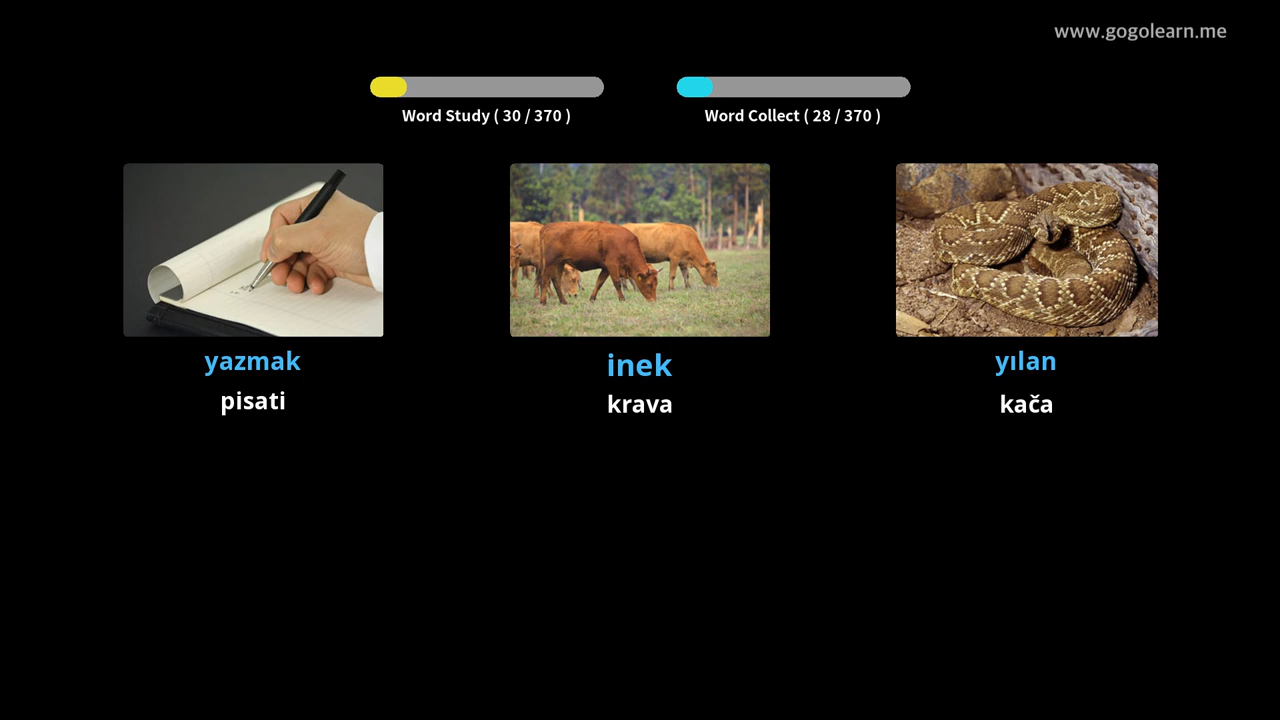 www.gogolearn.me
Word Study ( 30 / 370 )
Word Collect ( 28 / 370 )
yazmak
pisati
inek
krava
yılan
kača